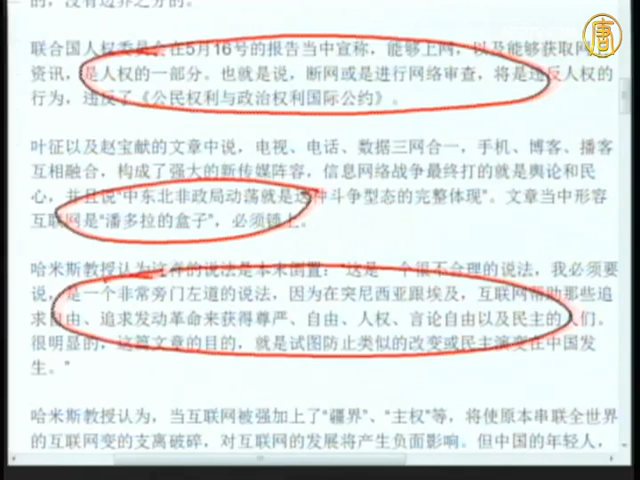 的，没有边界之分的。
唐
联合国人权委员会在5月16号的报告当中宣称，能够上网，以及能够获取网
资讯，是人权的一部分。也就是说，断网或是进行网络审查，将是违反人权的
行为，违反了《公民权利与政治权利国际公约》。
叶征以及赵宝献的文章中说，电视、电话、数据三网合一，手机、博客、播客
互相融合，构成了强大的新传媒阵容，信息网络战争最终打的就是舆论和民
心，并且说“中东北非政局动荡就是这种斗争型态的完整体现”。文章当中形容
互联网是“潘多拉的盒子”，必须锁上。
哈米斯教授认为这样的说法是本末倒置：“这是一个很不合理的说法，我必须要
说，是一个非常旁门左道的说法，因为在突尼西亚跟埃及，互联网帮助那些追
求自由、追求发动革命来获得尊严、自由、人权、言论自由以及民主的人们。
很明显的，这篇文章的目的，就是试图防止类似的改变或民主演变在中国发
生。”
哈米斯教授认为，当互联网被强加上了“疆界”、“主权”等，将使原本串联全世界
的互联网变的支离破碎，对互联网的发展将产生负面影响。但中国的年轻人，